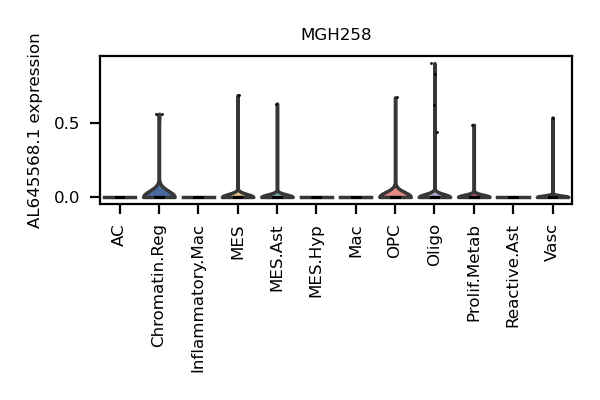 MGH258
AL645568.1 expression
0.5
0.0
AC
Chromatin.Reg
Inflammatory.Mac
MES
MES.Ast
MES.Hyp
Mac
OPC
Oligo
Prolif.Metab
Reactive.Ast
Vasc